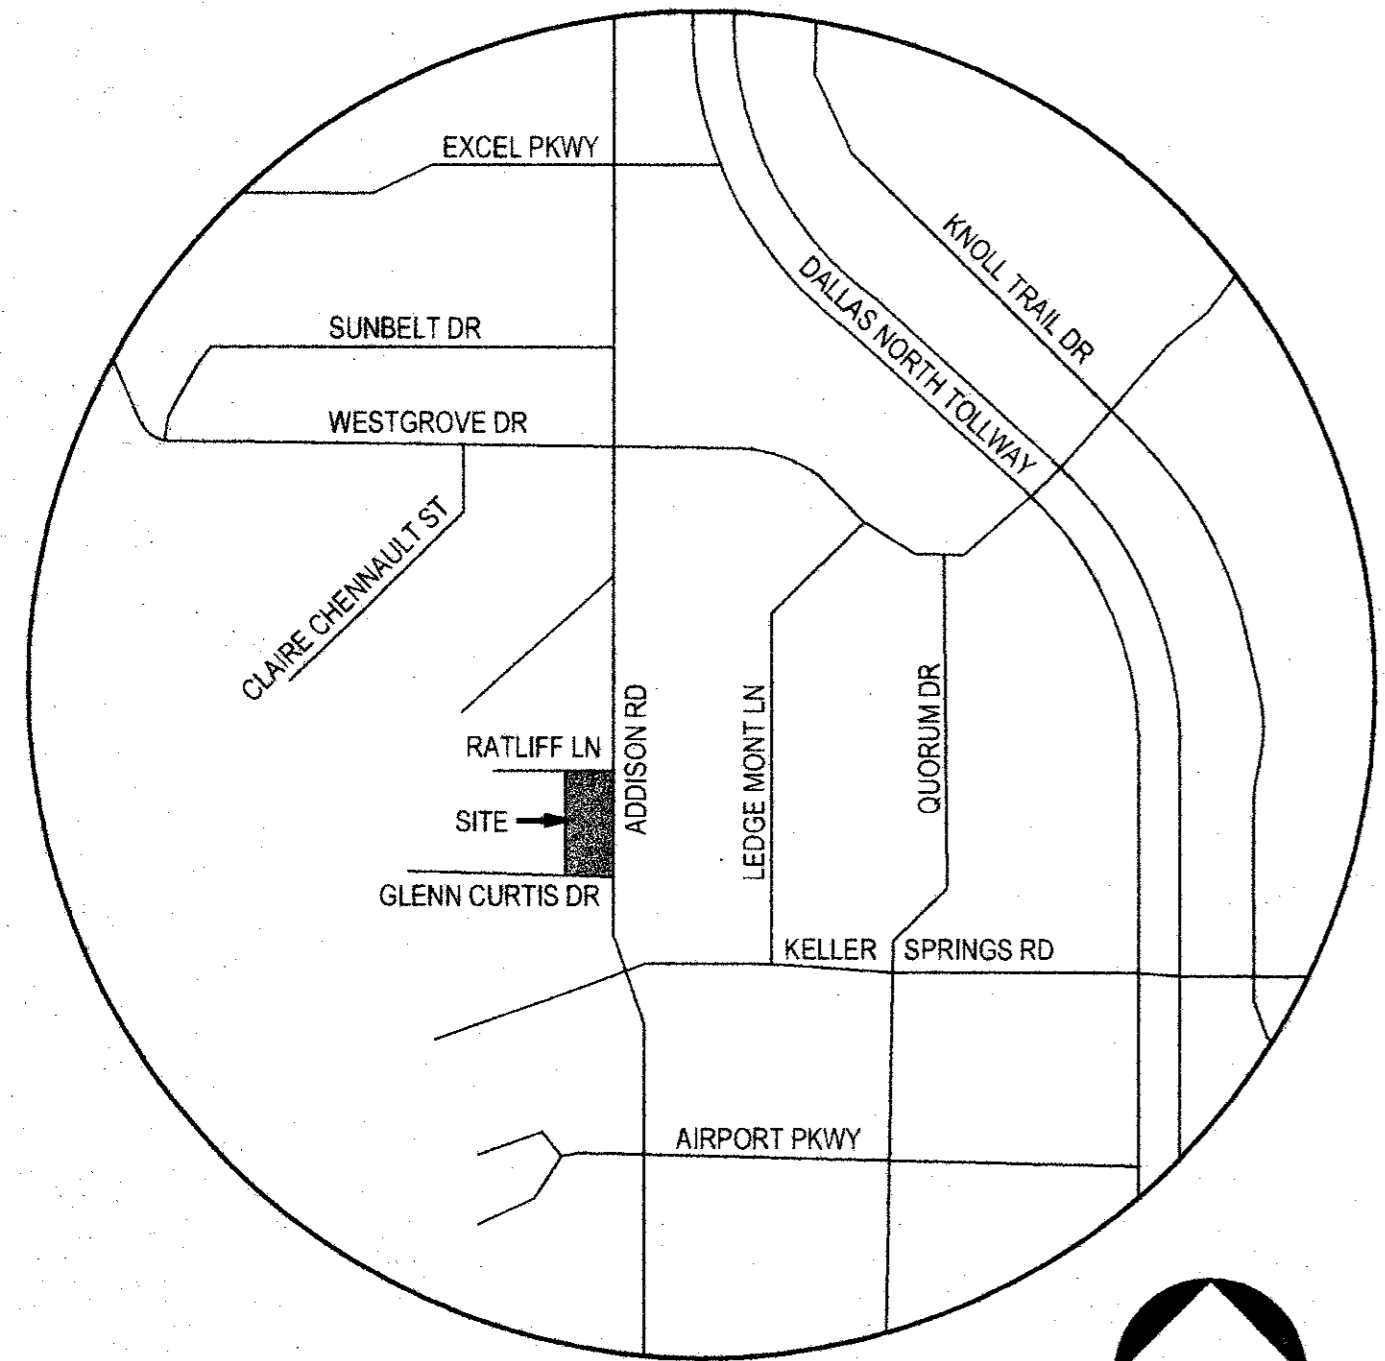 EXCEL PKWY
KNOLL TRAIL DR
DALLAS NORTH TOLLWAY
SUNBELT DR
WESTGROVE DR
CLAIRE CHENNAULT ST
RATLIFF LN
ADDISON RD
LEDGE MONT LN
QUORUM DR
SITE
GLENN CURTIS DR
KELLER SPRINGS RD
AIRPORT PKWY